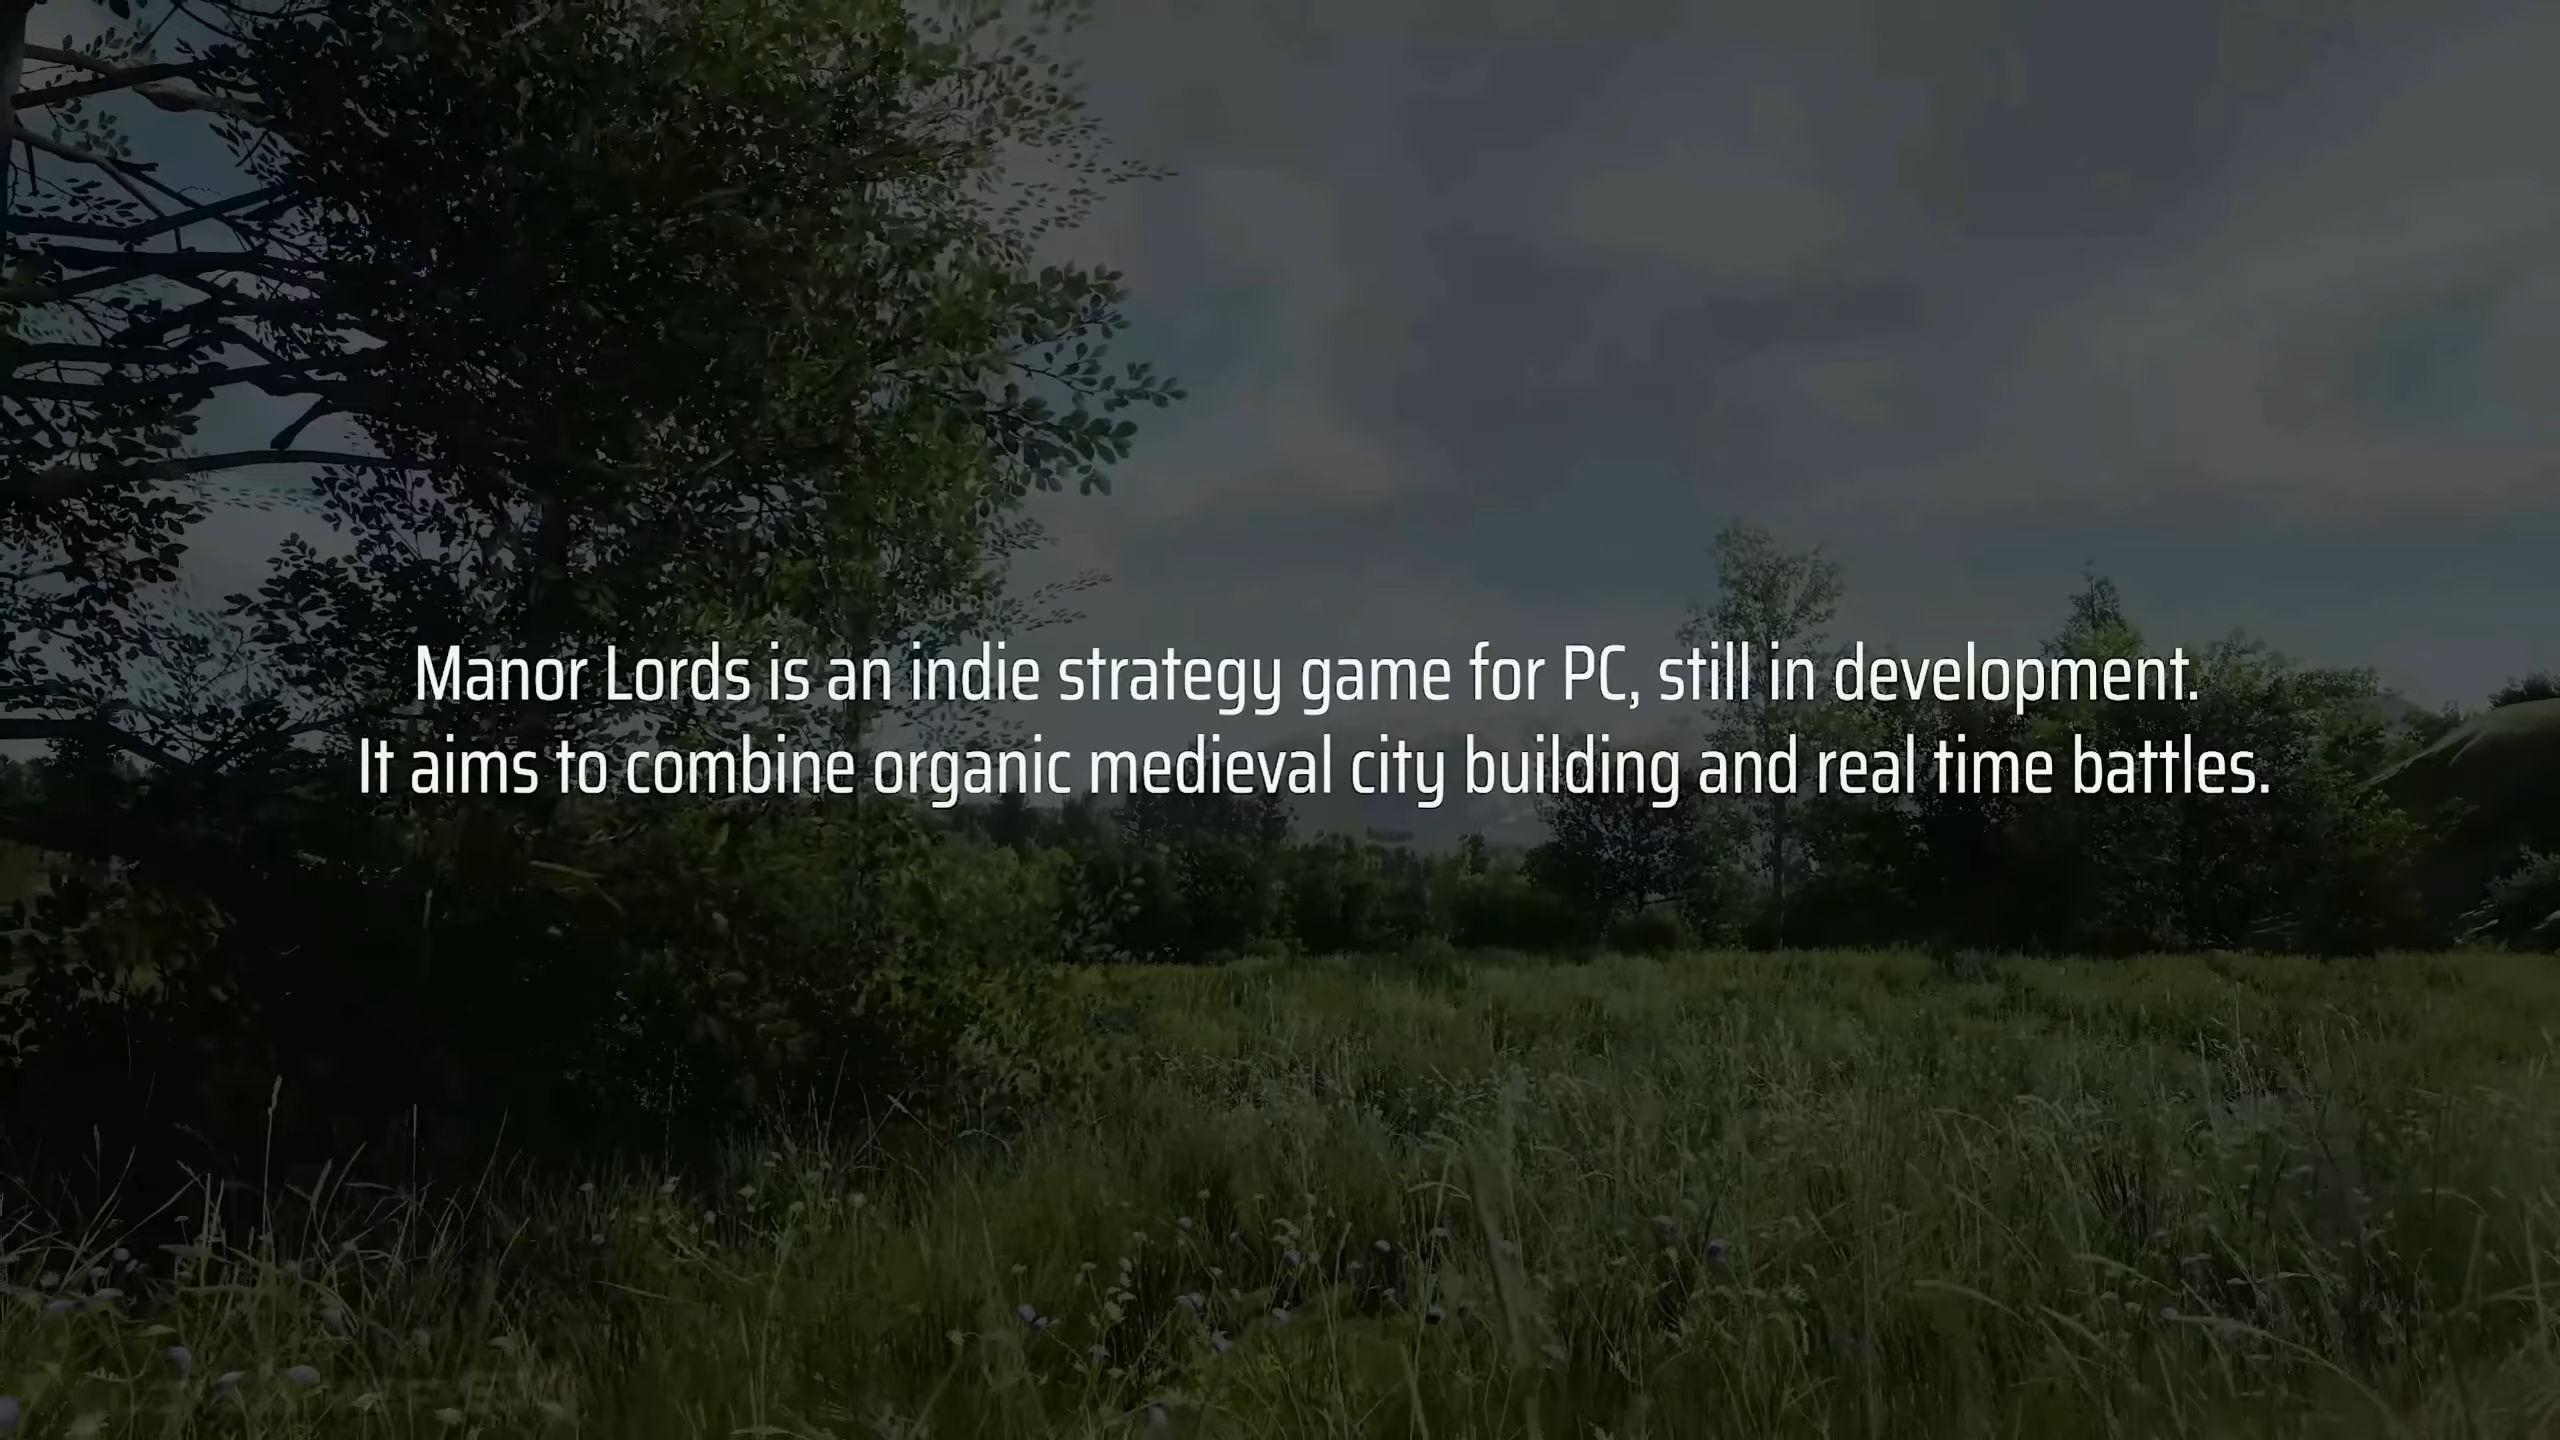 Manor Lords is an indie strategy game for PC, still in development.
It aims to combine organic medieval city building and real time battles.